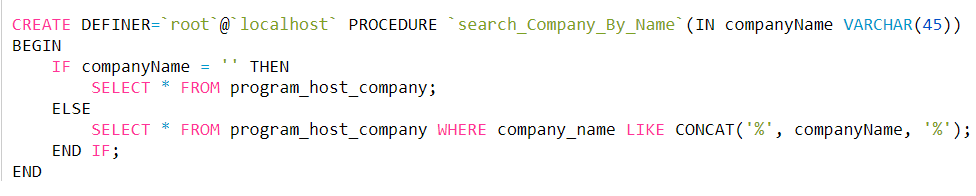 CREATE DEFINER=`root`@`localhost` PROCEDURE `search_Company_By_Name`(IN companyName VARCHAR(45))
BEGIN
    IF companyName = '' THEN
        SELECT * FROM program_host_company;
    ELSE
        SELECT * FROM program_host_company WHERE company_name LIKE CONCAT('%', companyName, '%');
    END IF;
END